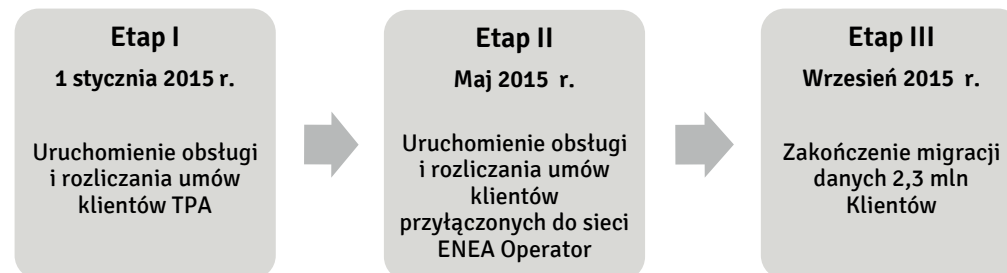 Etap I
1 stycznia 2015 r.
Uruchomienie obsługi
i rozliczania umów
klientów TPA
Etap II
Maj 2015 r.
Uruchomienie obsługi
i rozliczania umów
klientów
przyłączonych do sieci
ENEA Operator
Etap III
Wrzesień 2015 r.
Zakończenie migracji
danych 2,3 mln
Klientów